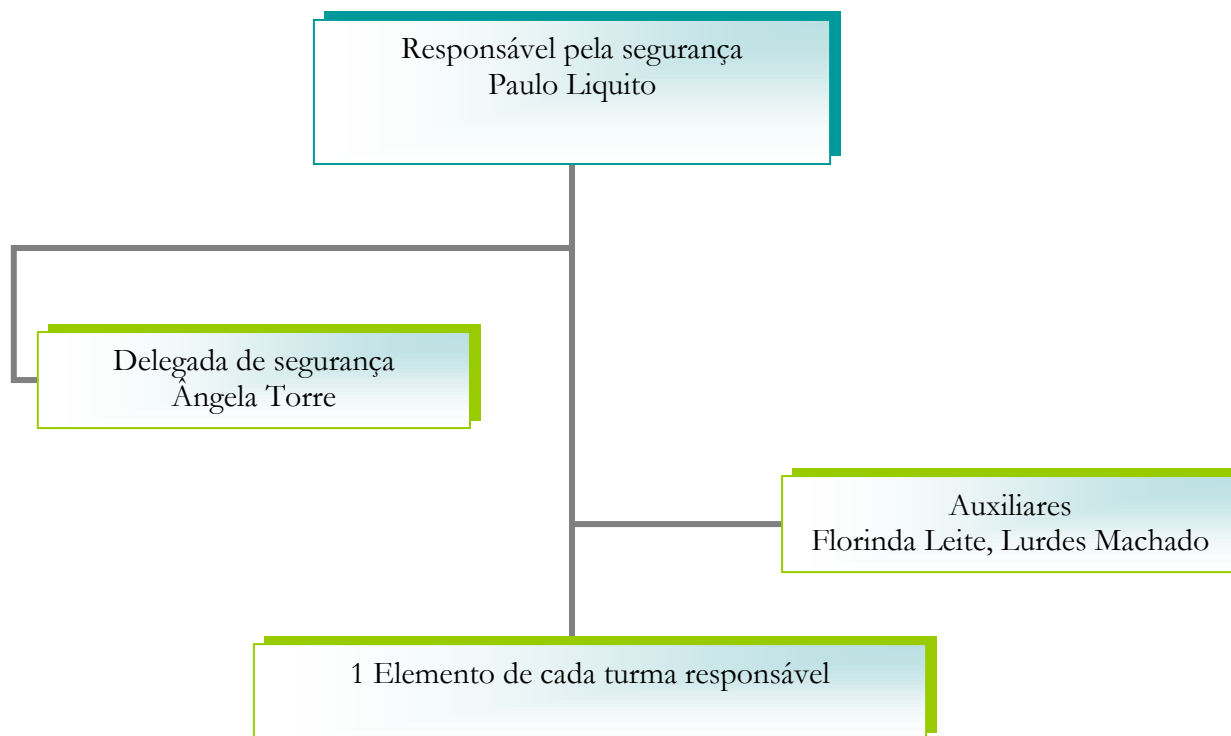 Responsável pela segurança
Paulo Liquito
Delegada de segurança
Ângela Torre
Auxiliares
Florinda Leite, Lurdes Machado
1 Elemento de cada turma responsável